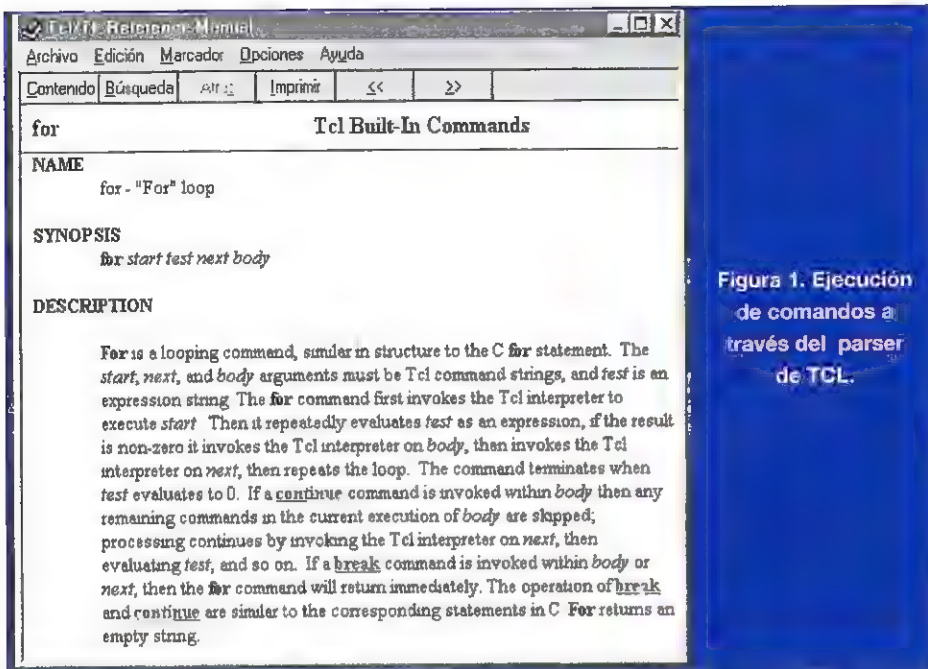 Tcl/Tk Reference Manual
Archivo Edición Marcador Opciones Ayuda
Contenido Búsqueda Atrás Imprimir << >>
for Tcl Built-In Commands
NAME
for - "For" loop
SYNOPSIS
for start test next body
DESCRIPTION
For is a looping command, similar in structure to the C for statement. The
start, next, and body arguments must be Tcl command strings, and test is an
expression string The for command first invokes the Tcl interpreter to
execute start Then it repeatedly evaluates test as an expression, if the result
is non-zero it invokes the Tcl interpreter on body, then invokes the Tcl
interpreter on next, then repeats the loop. The command terminates when
test evaluates to 0. If a continue command is invoked within body then any
remaining commands in the current execution of body are skipped;
processing continues by invoking the Tcl interpreter on next, then
evaluating test, and so on. If a break command is invoked within body or
next, then the for command will return immediately. The operation of break
and continue are similar to the corresponding statements in C For returns an
empty string.
Figura 1. Ejecución
de comandos a
través del parser
de TCL.